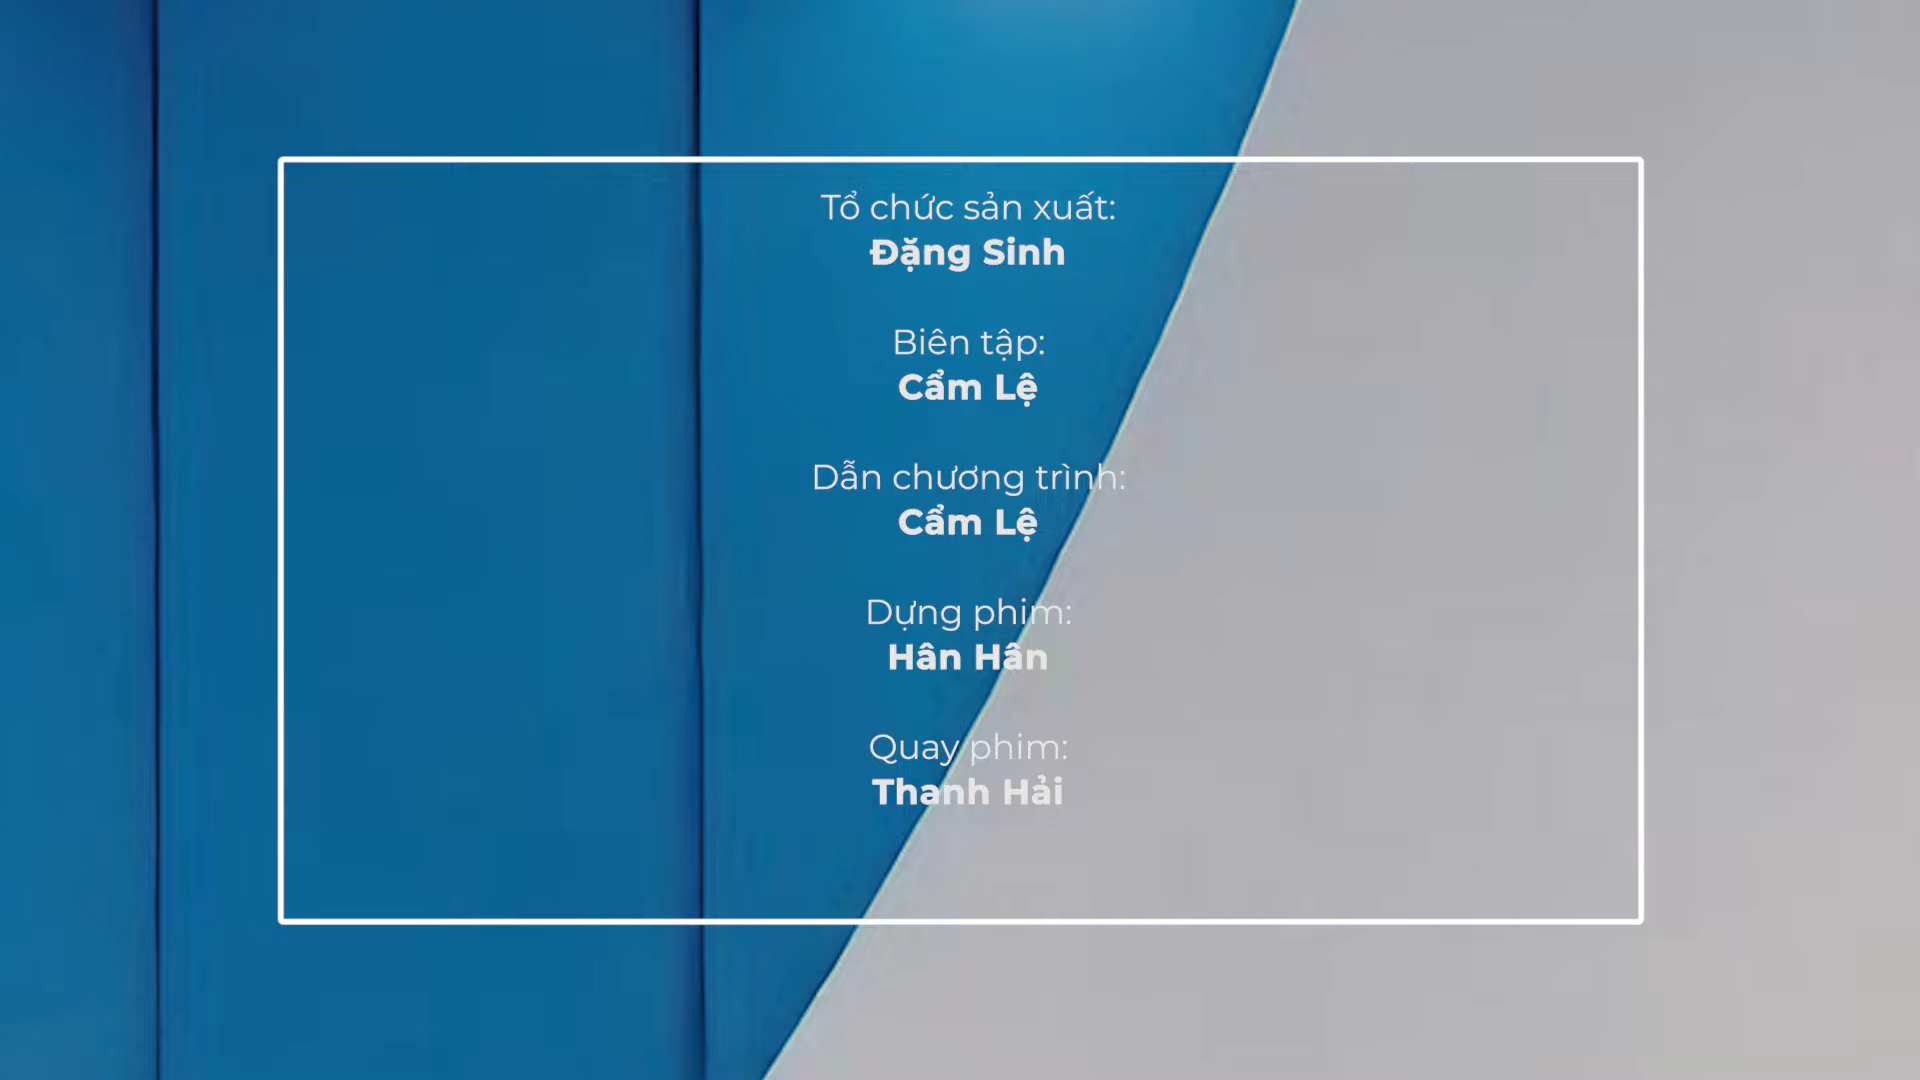 Tổ chức sản xuất:
Đặng Sinh
Biên tập:
Cẩm Lệ
Dẫn chương trình:
Cẩm Lệ
Dựng phim:
Hân Hân
Quay phim:
Thanh Hải